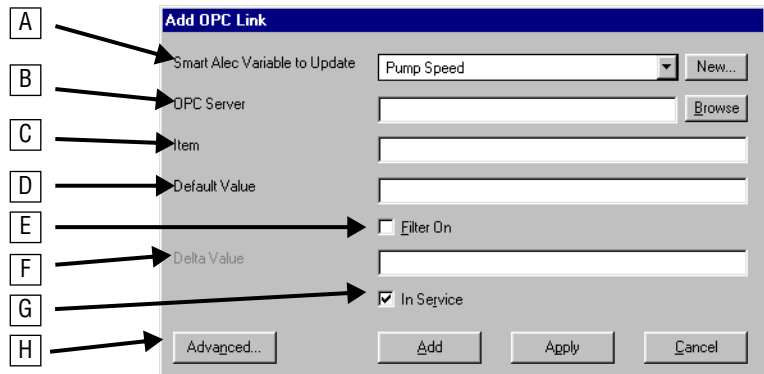 Add OPC Link
A
Smart Alec Variable to Update Pump Speed New...
B
OPC Server Browse
C
Item
D
Default Value
E
Filter On
F
Delta Value
G
In Service
H
Advanced... Add Apply Cancel